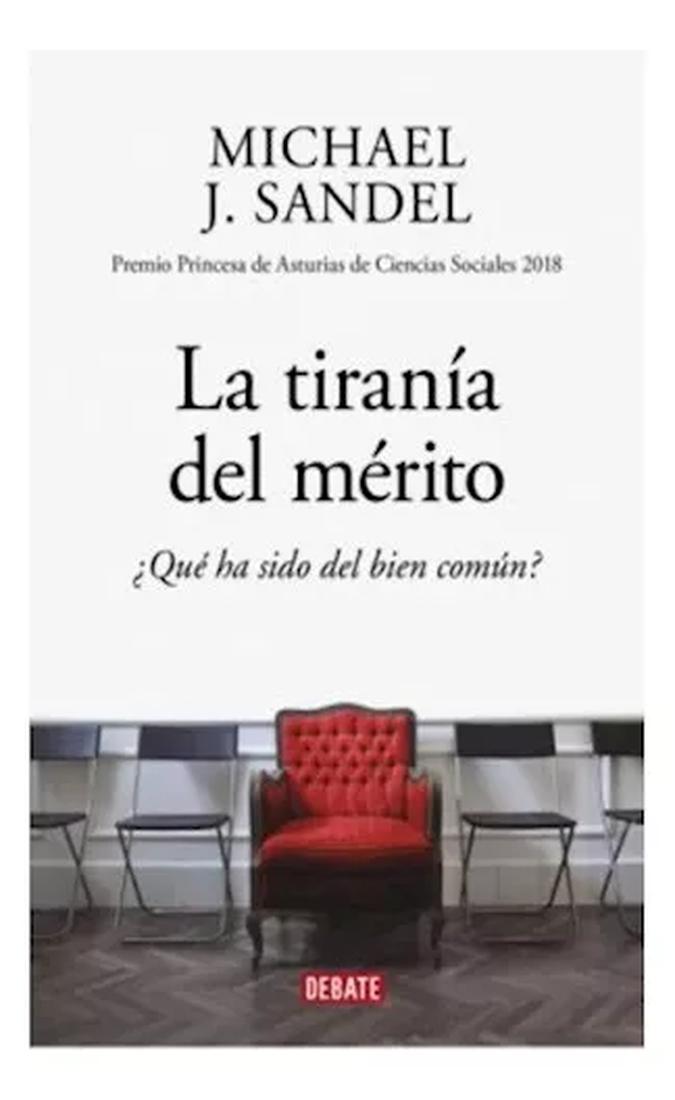 MICHAEL
J. SANDEL
Premio Princesa de Asturias de Ciencias Sociales 2018
La tiranía
del mérito
¿Qué ha sido del bien común?
DEBATE